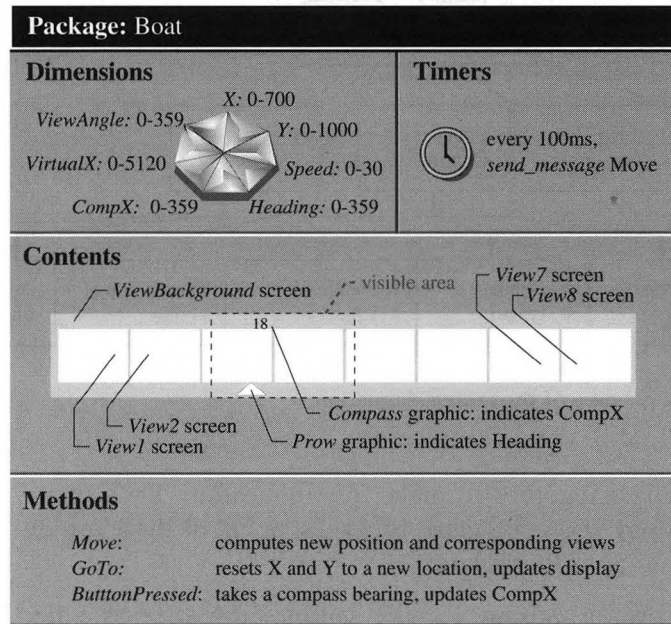 Package: Boat
Dimensions
X: 0-700
ViewAngle: 0-359
Y: 0-1000
VirtualX: 0-5120
Speed: 0-30
CompX: 0-359
Heading: 0-359
Timers
every 100ms,
send_message Move
Contents
ViewBackground screen
visible area
View7 screen
View8 screen
18
View2 screen
View1 screen
Compass graphic: indicates CompX
Prow graphic: indicates Heading
Methods
Move: computes new position and corresponding views
GoTo: resets X and Y to a new location, updates display
ButttonPressed: takes a compass bearing, updates CompX